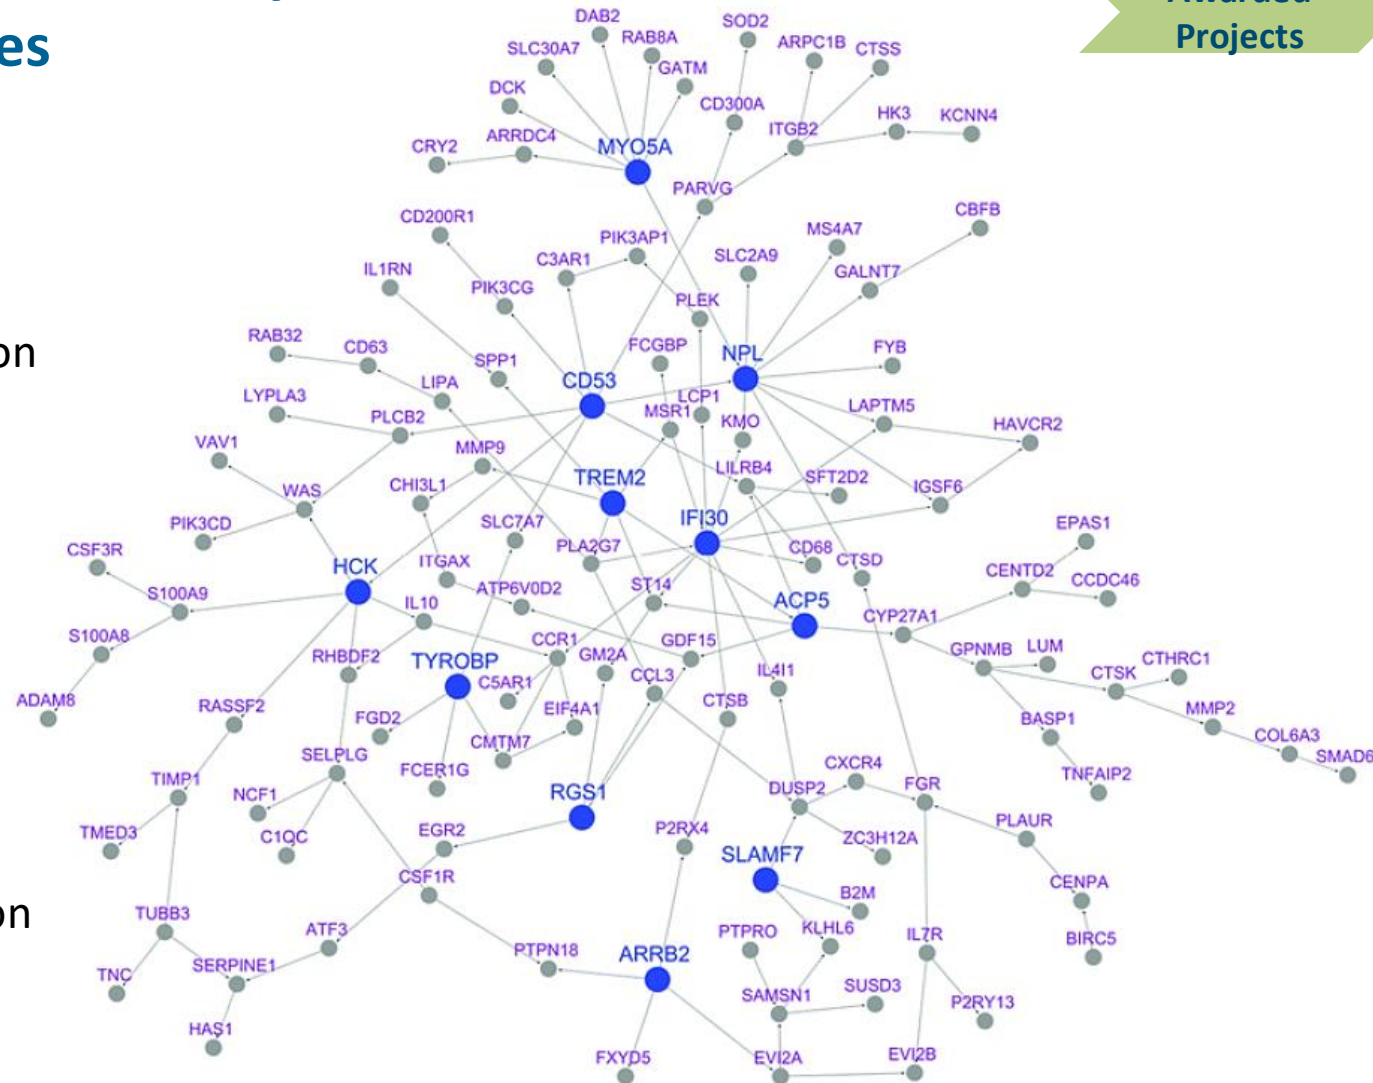 es
Awarded
Projects
on
on
DAB2
SOD2
SLC30A7
RAB8A
ARPC1B
CTSS
GATM
DCK
CD300A
HK3
KCNN4
ITGB2
CRY2
ARRDC4
MYO5A
PARVG
CD200R1
CBFB
MS4A7
PIK3AP1
SLC2A9
C3AR1
GALNT7
IL1RN
PIK3CG
PLEK
RAB32
CD63
FCGBP
NPL
FYB
SPP1
LIPA
CD53
LYPLA3
PLCB2
LCP1
MSR1
KMO
LAPTM5
HAVCR2
VAV1
MMP9
TREM2
LILRB4
SFT2D2
CHI3L1
WAS
IGSF6
PIK3CD
SLC7A7
IFI30
EPAS1
CSF3R
HCK
ITGAX
PLA2G7
CD68
CTSD
CENTD2
CCDC46
S100A9
ATP6V0D2
ST14
ACP5
IL10
CYP27A1
S100A8
RHBDF2
CCR1
GM2A
GDF15
GPNMB
LUM
TYROBP
IL4I1
CTSK
CTHRC1
ADAM8
RASSF2
C5AR1
CCL3
CTSB
FGD2
EIF4A1
BASP1
MMP2
CMTM7
COL6A3
SELPLG
FCER1G
SMAD6
TIMP1
NCF1
RGS1
CXCR4
DUSP2
FGR
TNFAIP2
TMED3
C1QC
EGR2
P2RX4
ZC3H12A
PLAUR
SLAMF7
CSF1R
B2M
CENPA
TUBB3
ATF3
PTPN18
ARRB2
PTPRO
KLHL6
IL7R
BIRC5
TNC
SERPINE1
SAMSN1
SUSD3
P2RY13
HAS1
FXYD5
EVI2A
EVI2B